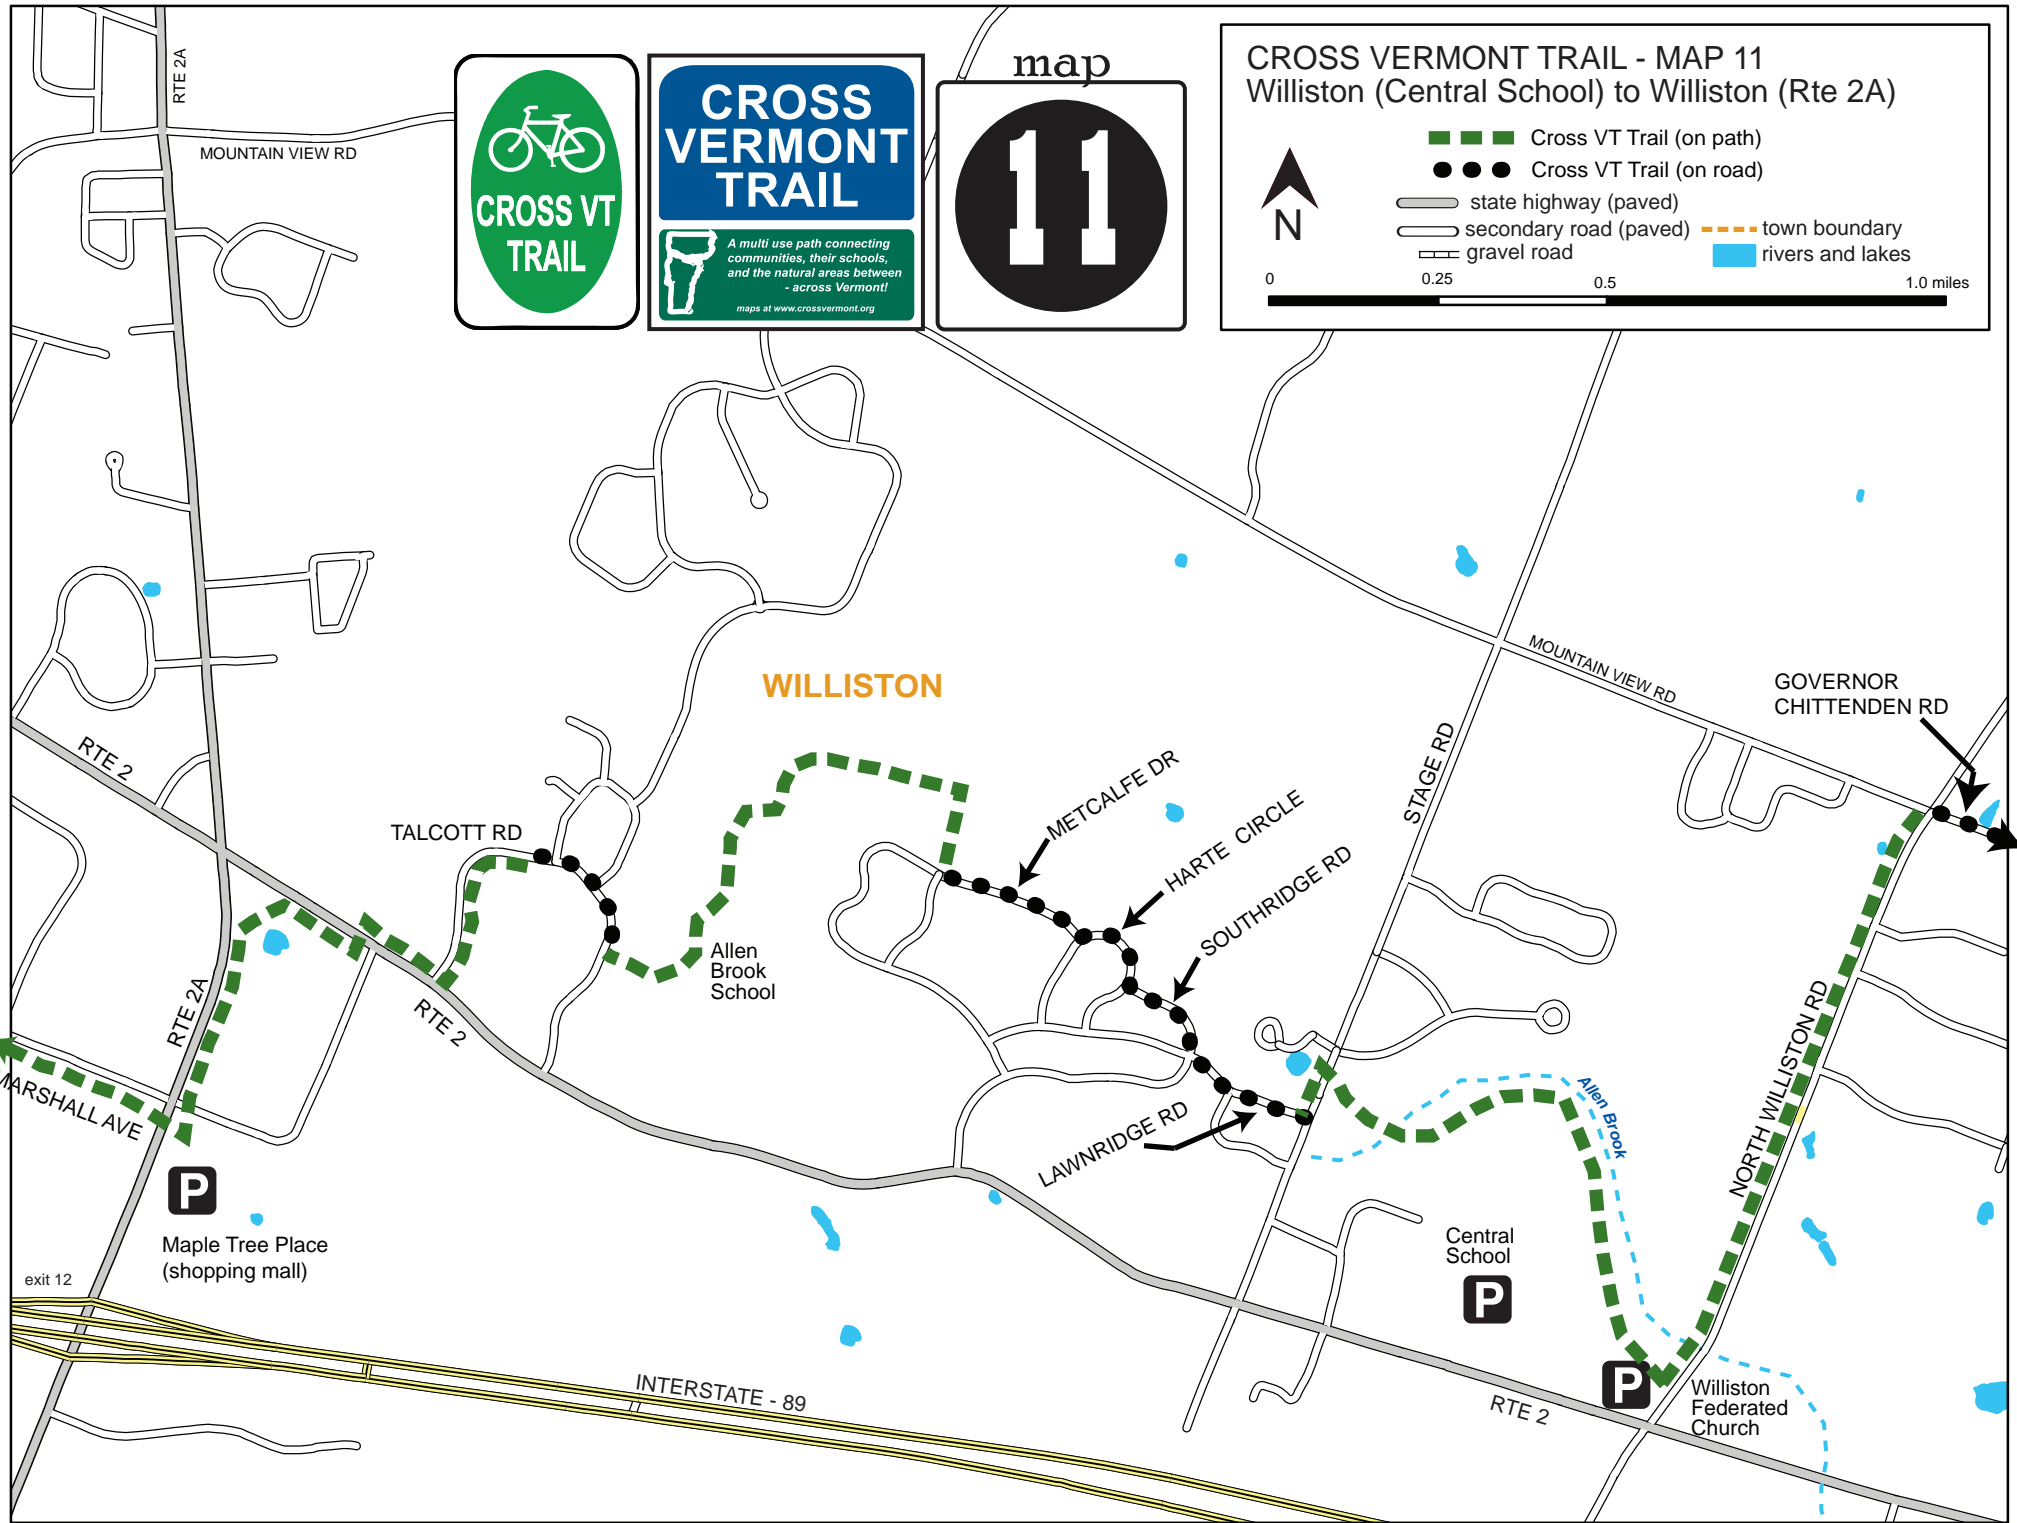 RTE 2A
MOUNTAIN VIEW RD
CROSS VT
TRAIL
CROSS
VERMONT
TRAIL
A multi use path connecting
communities, their schools,
and the natural areas between
- across Vermont!
maps at www.crossvermont.org
map
11
CROSS VERMONT TRAIL - MAP 11
Williston (Central School) to Williston (Rte 2A)
Cross VT Trail (on path)
Cross VT Trail (on road)
state highway (paved)
secondary road (paved)
gravel road
town boundary
rivers and lakes
N
0
0.25
0.5
1.0 miles
WILLISTON
MOUNTAIN VIEW RD
GOVERNOR
CHITTENDEN RD
STAGE RD
RTE 2
TALCOTT RD
METCALFE DR
HARTE CIRCLE
SOUTHRIDGE RD
Allen
Brook
School
RTE 2A
RTE 2
MARSHALL AVE
LAWNRIDGE RD
Allen Brook
NORTH WILLISTON RD
P
Maple Tree Place
(shopping mall)
exit 12
Central
School
P
P
Williston
Federated
Church
INTERSTATE - 89
RTE 2